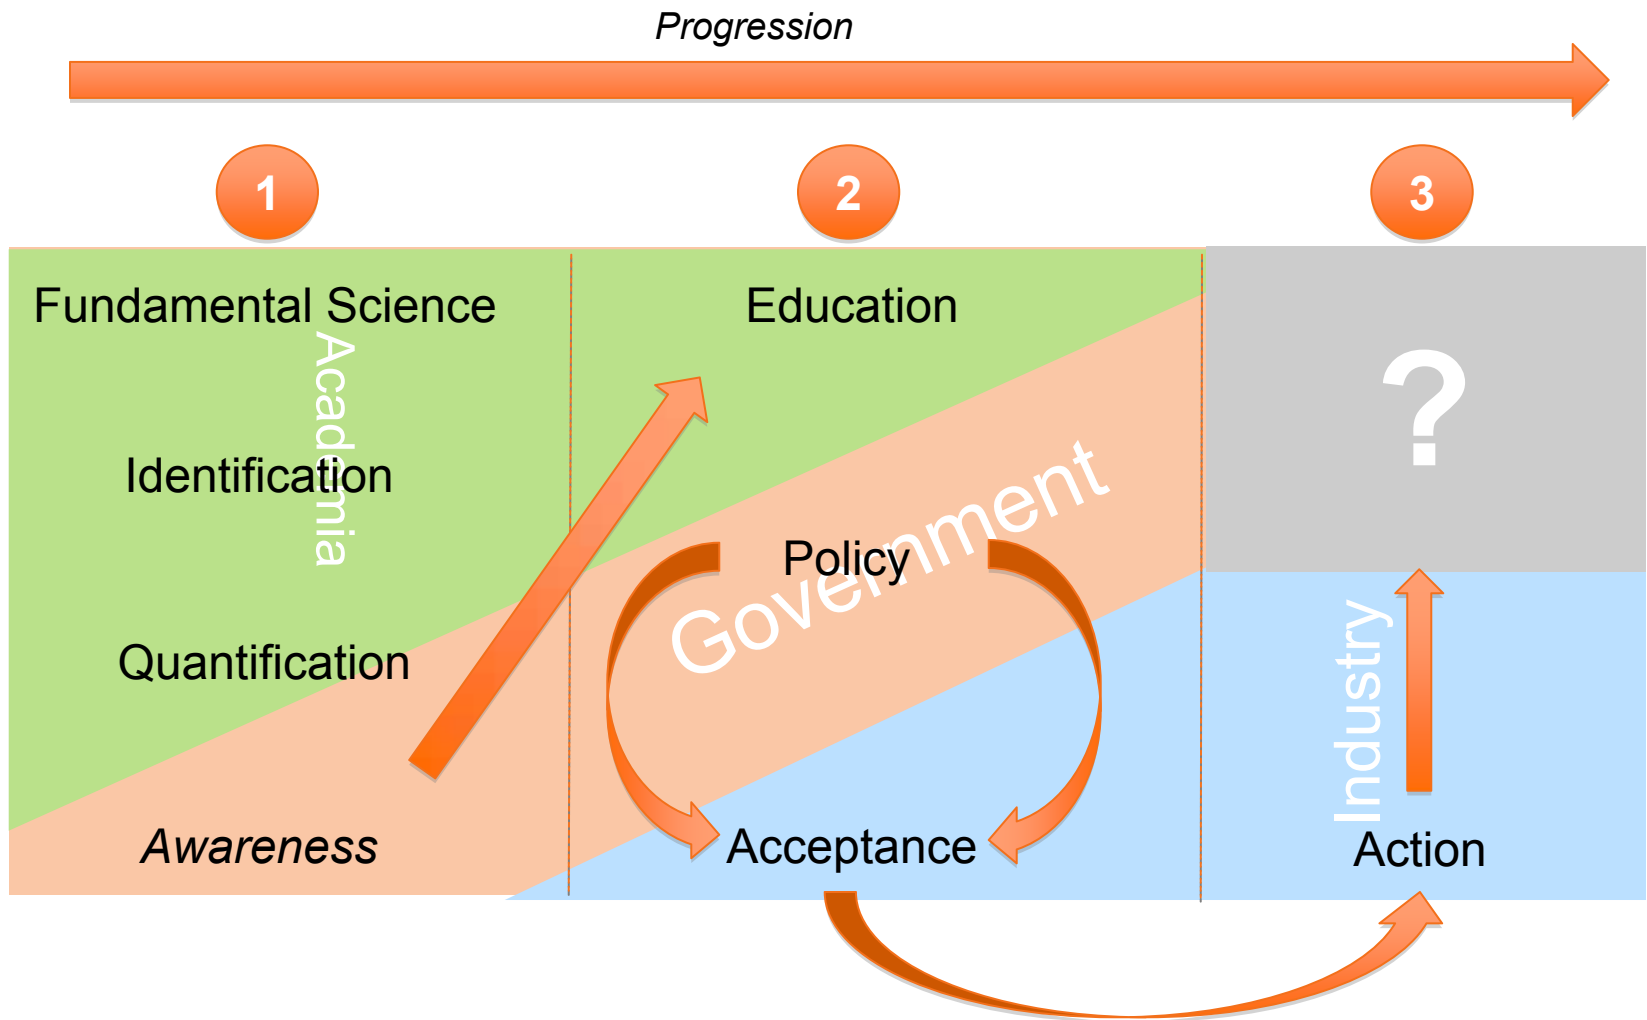 Progression
1
2
3
Fundamental Science
Academia
Identification
Quantification
Awareness
Education
Policy
Government
Acceptance
?
Industry
Action